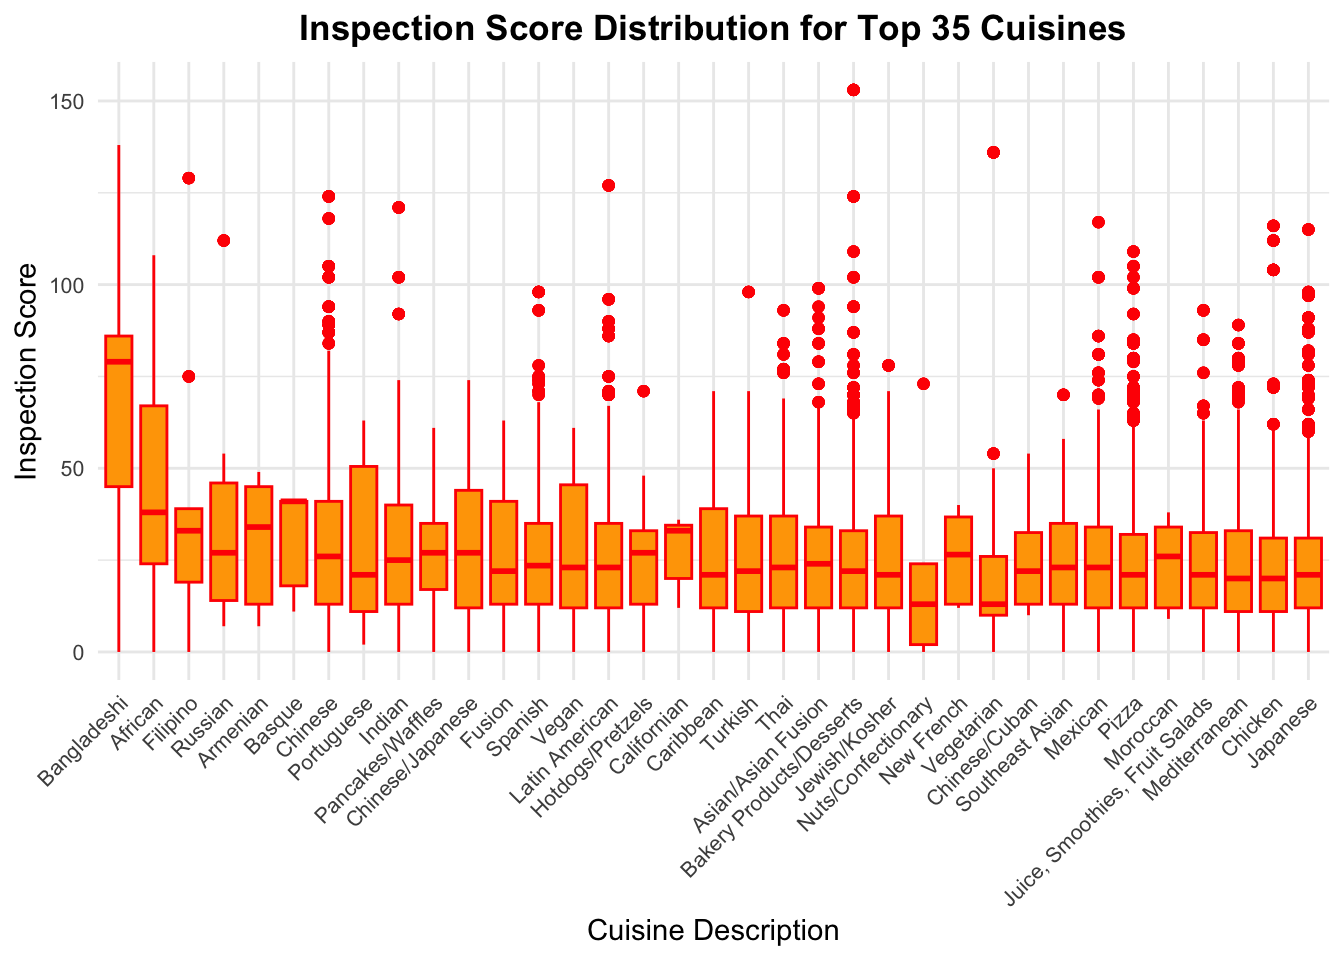 Inspection Score Distribution for Top 35 Cuisines
150
100
50
0
Inspection Score
Bangladeshi
African
Filipino
Russian
Armenian
Basque
Chinese
Portuguese
Indian
Pancakes/Waffles
Chinese/Japanese
Fusion
Spanish
Vegan
Latin American
Hotdogs/Pretzels
Californian
Caribbean
Turkish
Thai
Asian/Asian Fusion
Bakery Products/Desserts
Jewish/Kosher
Nuts/Confectionary
New French
Vegetarian
Chinese/Cuban
Southeast Asian
Mexican
Pizza
Moroccan
Juice, Smoothies, Fruit Salads
Mediterranean
Chicken
Japanese
Cuisine Description